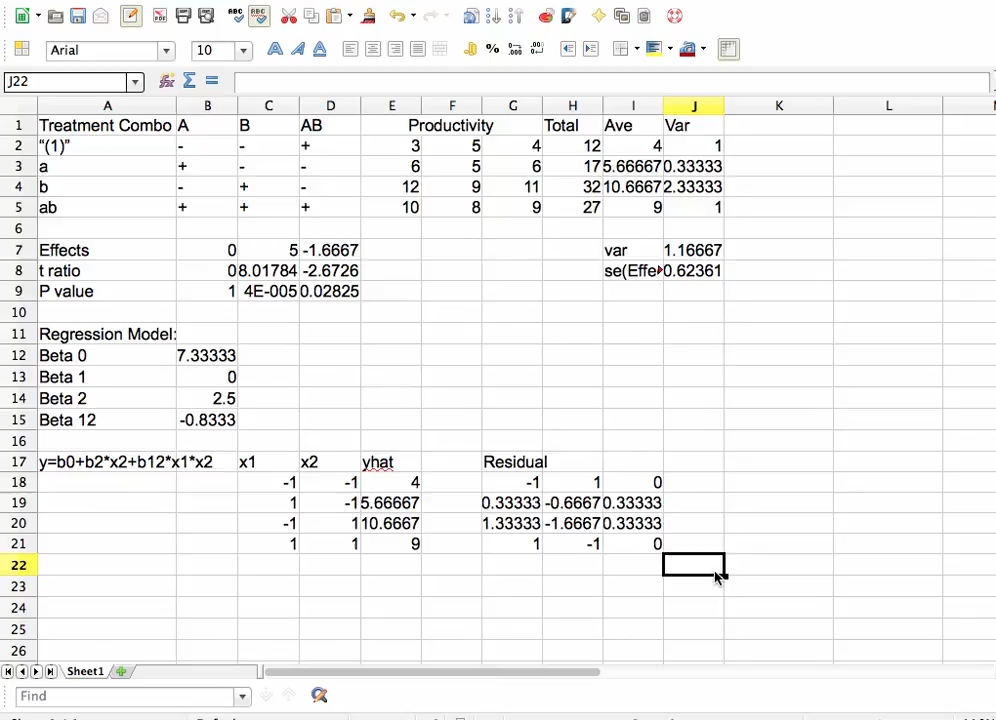 Arial 10
J22
A B C D E F G H I J K L
1 Treatment Combo A B AB Productivity Total Ave Var
2 “(1)” - - + 3 5 4 12 4 1
3 a + - - 6 5 6 17 5.66667 0.33333
4 b - + - 12 9 11 32 10.6667 2.33333
5 ab + + + 10 8 9 27 9 1
6
7 Effects 0 5 -1.6667 var 1.16667
8 t ratio 0 8.01784 -2.6726 se(Effe 0.62361
9 P value 1 4E-005 0.02825
10
11 Regression Model:
12 Beta 0 7.33333
13 Beta 1 0
14 Beta 2 2.5
15 Beta 12 -0.8333
16
17 y=b0+b2*x2+b12*x1*x2 x1 x2 yhat Residual
18 -1 -1 4 -1 1 0
19 1 -1 5.66667 0.33333 -0.6667 0.33333
20 -1 1 10.6667 1.33333 -1.6667 0.33333
21 1 1 9 1 -1 0
22
23
24
25
26
Sheet1
Find